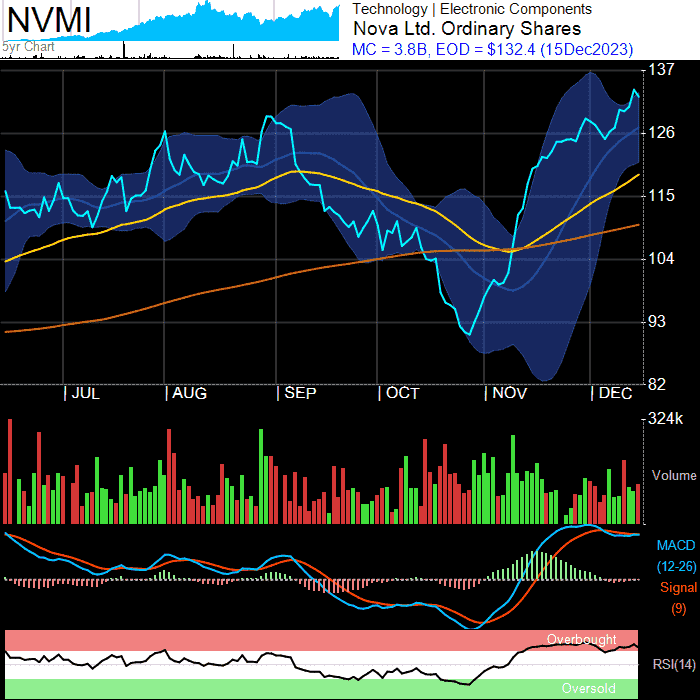 NVMI
5yr Chart
Technology | Electronic Components
Nova Ltd. Ordinary Shares
MC = 3.8B, EOD = $132.4 (15Dec2023)
137
126
115
104
93
82
| JUL | AUG | SEP | OCT | NOV | DEC
324k
Volume
MACD
(12-26)
Signal
(9)
Overbought
RSI(14)
Oversold